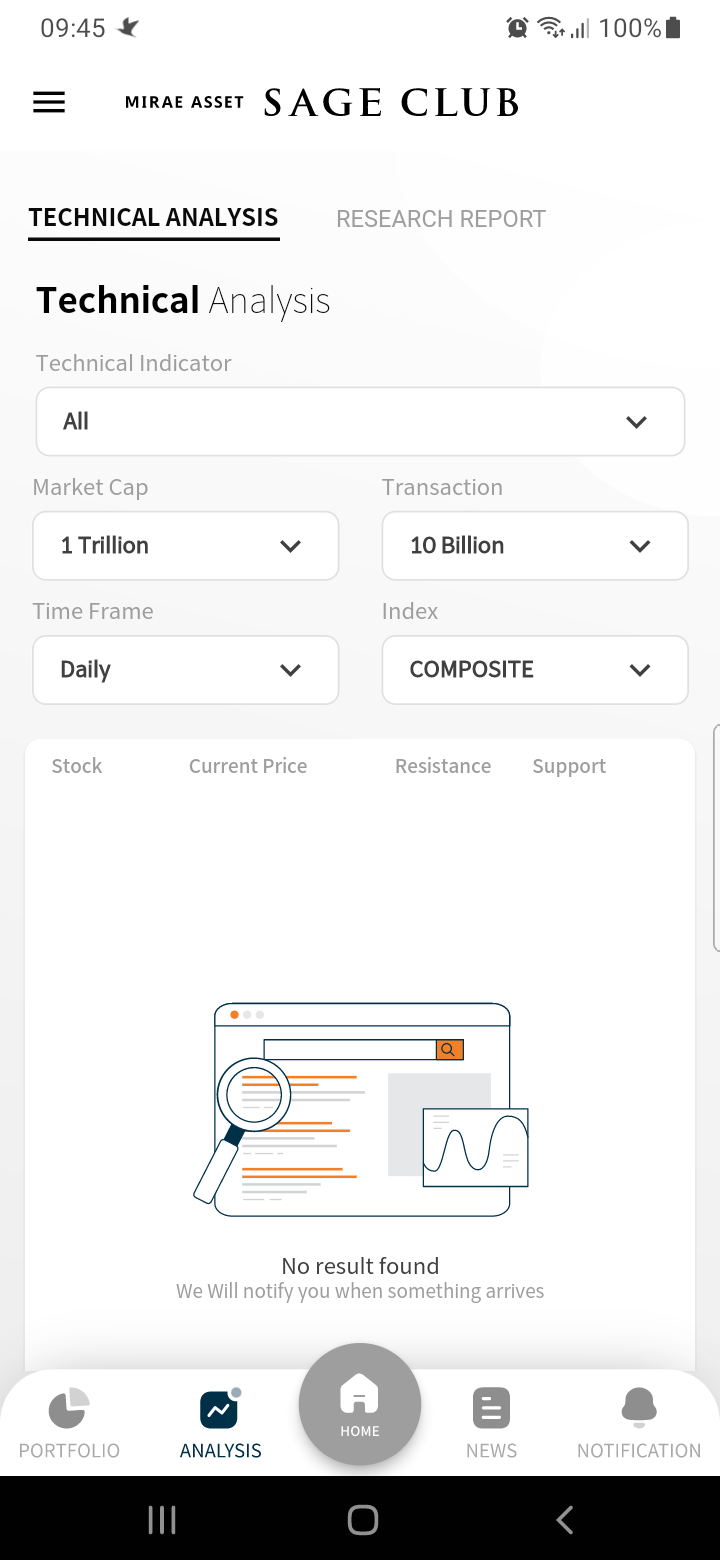 09:45 100%
MIRAE ASSET SAGE CLUB
TECHNICAL ANALYSIS RESEARCH REPORT
Technical Analysis
Technical Indicator
All
Market Cap Transaction
1 Trillion 10 Billion
Time Frame Index
Daily COMPOSITE
Stock Current Price Resistance Support
No result found
We Will notify you when something arrives
HOME
PORTFOLIO ANALYSIS NEWS NOTIFICATION